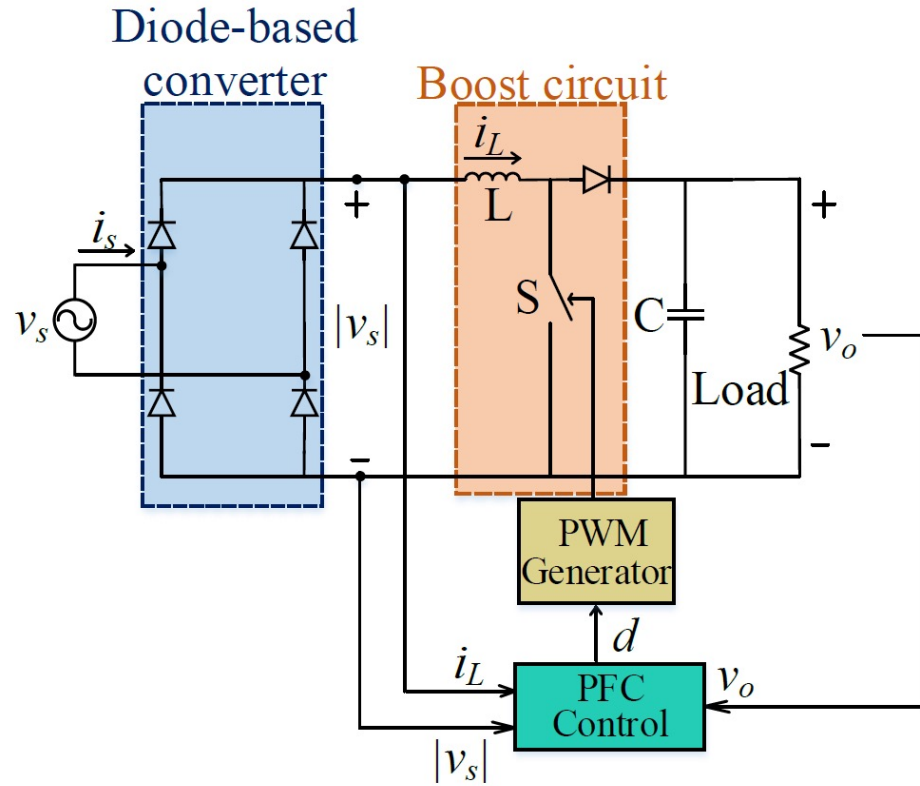 Diode-based
converter
Boost circuit
i_L
L
+
+
i_s
v_s
|v_s|
S
C
v_o
Load
-
-
PWM
Generator
d
i_L
PFC
Control
v_o
|v_s|